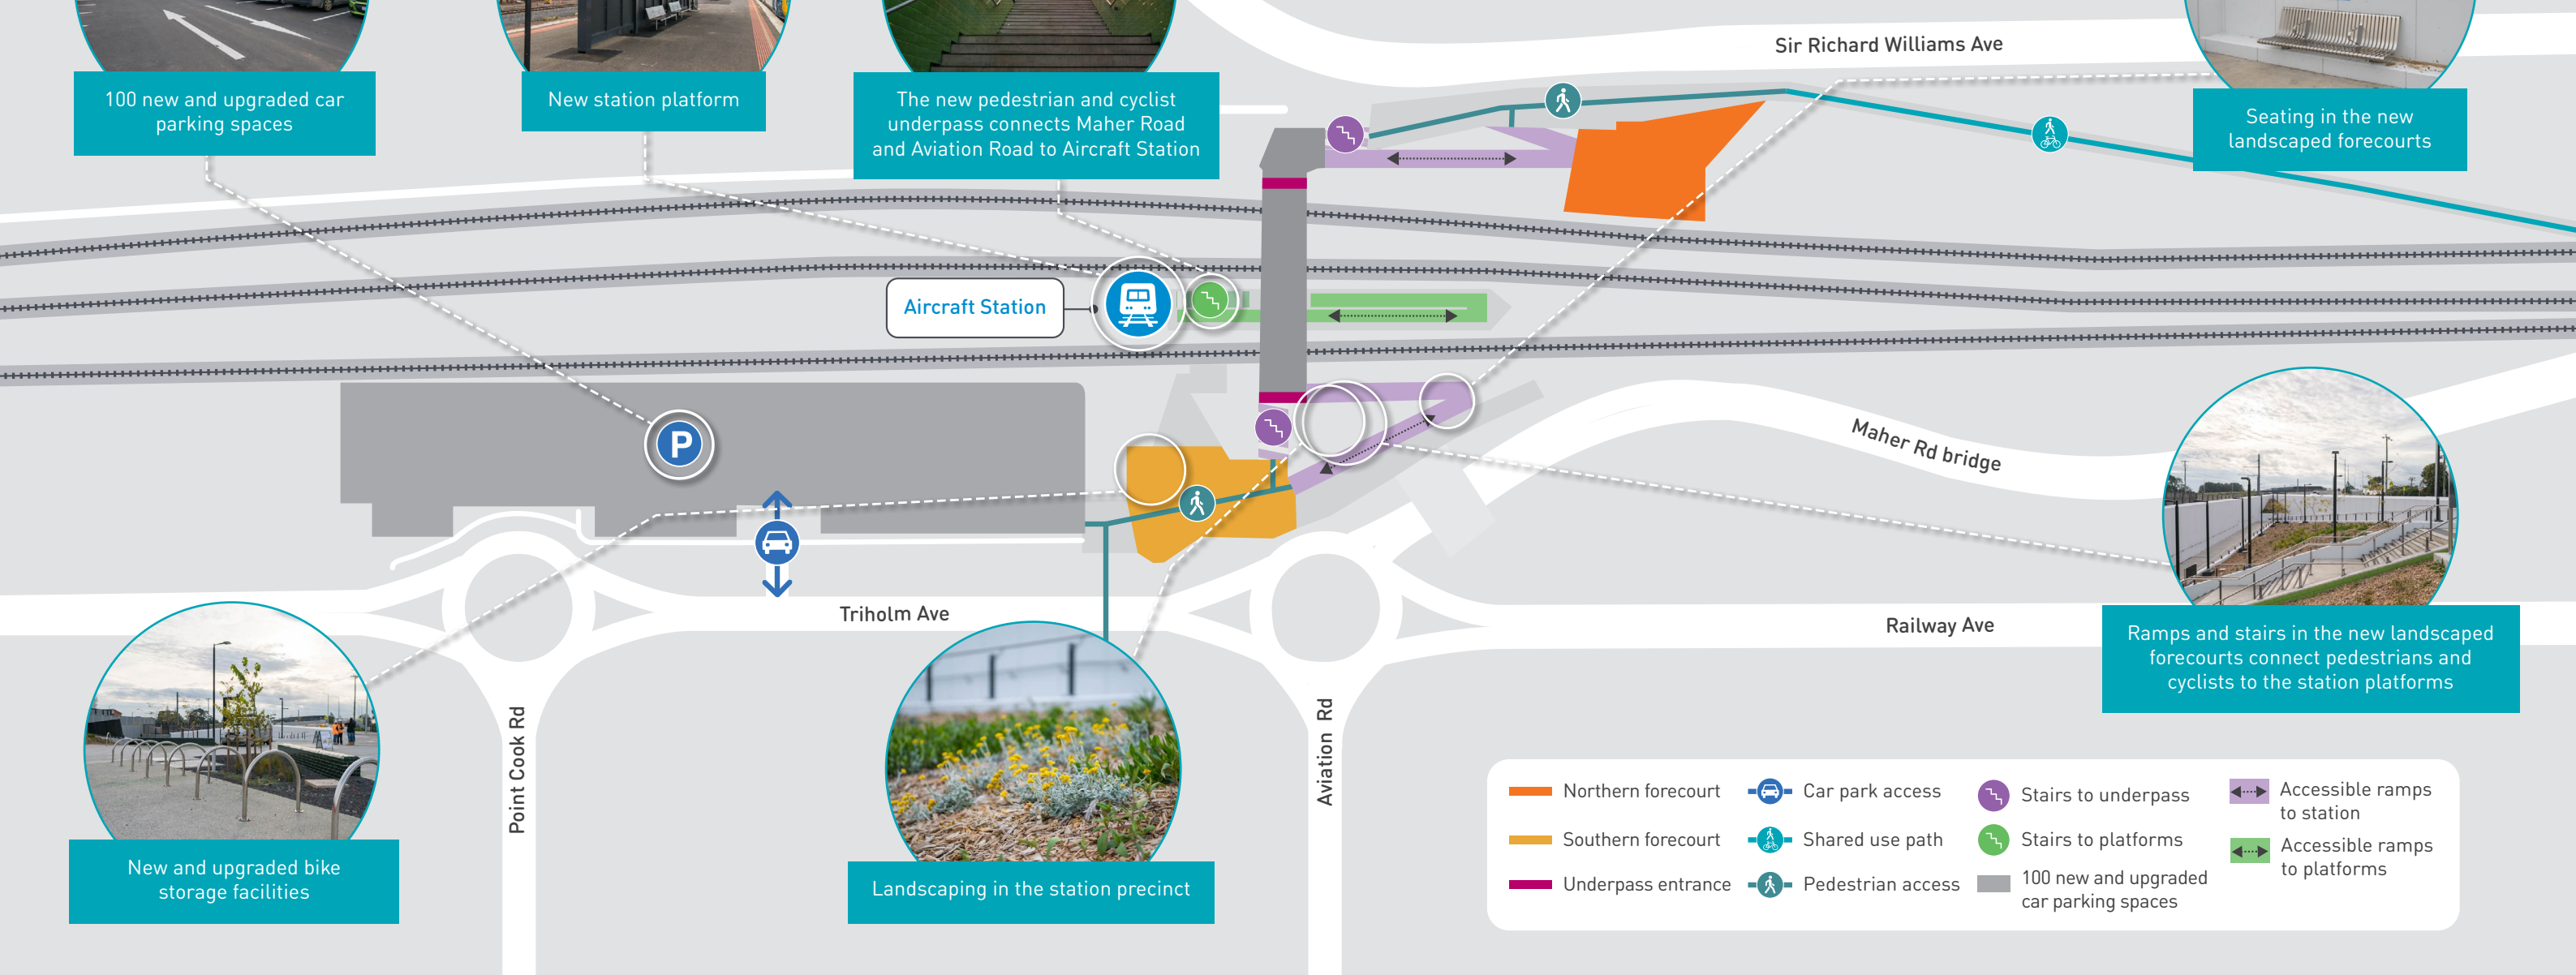 Sir Richard Williams Ave
100 new and upgraded car
parking spaces
New station platform
The new pedestrian and cyclist
underpass connects Maher Road
and Aviation Road to Aircraft Station
Seating in the new
landscaped forecourts
Aircraft Station
P
Maher Rd bridge
Triholm Ave
Railway Ave
Ramps and stairs in the new landscaped
forecourts connect pedestrians and
cyclists to the station platforms
Point Cook Rd
Aviation Rd
New and upgraded bike
storage facilities
Landscaping in the station precinct
Northern forecourt
Southern forecourt
Underpass entrance
Car park access
Shared use path
Pedestrian access
Stairs to underpass
Stairs to platforms
100 new and upgraded
car parking spaces
Accessible ramps
to station
Accessible ramps
to platforms